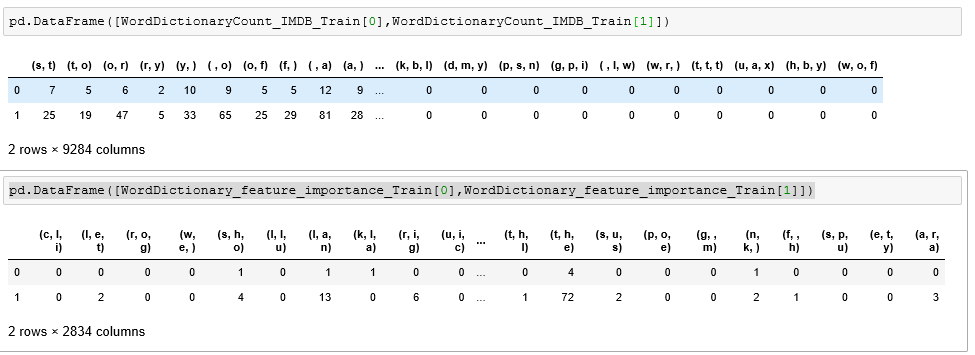 pd.DataFrame([WordDictionaryCount_IMDB_Train[0],WordDictionaryCount_IMDB_Train[1]])
(s, t) (t, o) (o, r) (r, y) (y, ) ( , o) (o, f) (f, ) ( , a) (a, ) ... (k, b, l) (d, m, y) (p, s, n) (g, p, i) ( , l, w) (w, r, ) (t, t, t) (u, a, x) (h, b, y) (w, o, f)
0 7 5 6 2 10 9 5 5 12 9 ... 0 0 0 0 0 0 0 0 0 0
1 25 19 47 5 33 65 25 29 81 28 ... 0 0 0 0 0 0 0 0 0 0
2 rows × 9284 columns
pd.DataFrame([WordDictionary_feature_importance_Train[0],WordDictionary_feature_importance_Train[1]])
(c, l, (l, e, (r, o, (w, (s, h, (l, l, (l, a, (k, l, (r, i, (u, i, ... (t, h, (t, h, (s, u, (p, o, (g, , (n, (f, , (s, p, (e, t, (a, r,
i) t) g) e, ) o) u) n) a) g) c) l) e) s) e) m) k, ) h) u) y) a)
0 0 0 0 0 1 0 1 1 0 0 ... 0 4 0 0 0 1 0 0 0 0
1 0 2 0 0 4 0 13 0 6 0 ... 1 72 2 0 0 2 1 0 0 3
2 rows × 2834 columns